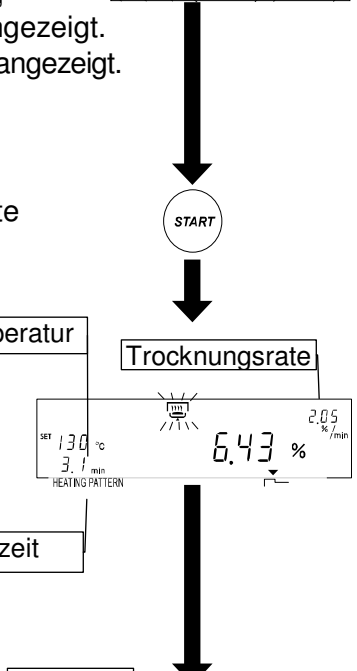 ngezeigt.
angezeigt.
te
START
peratur
Trocknungsrate
2.05
% /min
SET 130 °C
6.43 %
3.1 min
HEATING PATTERN
zeit